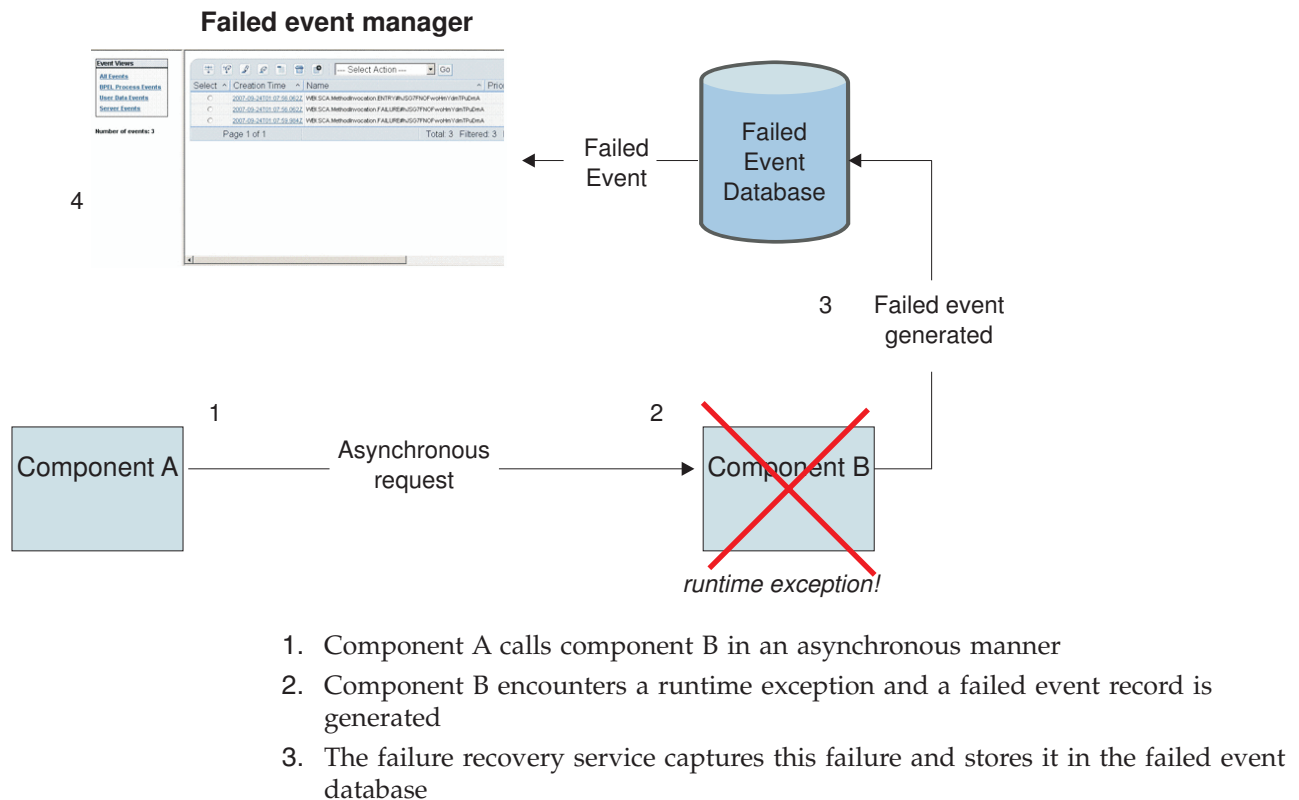 Failed event manager
Event Views
All Events
BPEL Process Events
User Data Events
Server Events
Number of events: 3
--- Select Action --- Go
Select Creation Time Name Prio
Page 1 of 1 Total: 3 Filtered: 3
4
Failed
Event
Failed
Event
Database
3
Failed event
generated
1
2
Component A
Asynchronous
request
Component B
runtime exception!
1. Component A calls component B in an asynchronous manner
2. Component B encounters a runtime exception and a failed event record is
generated
3. The failure recovery service captures this failure and stores it in the failed event
database